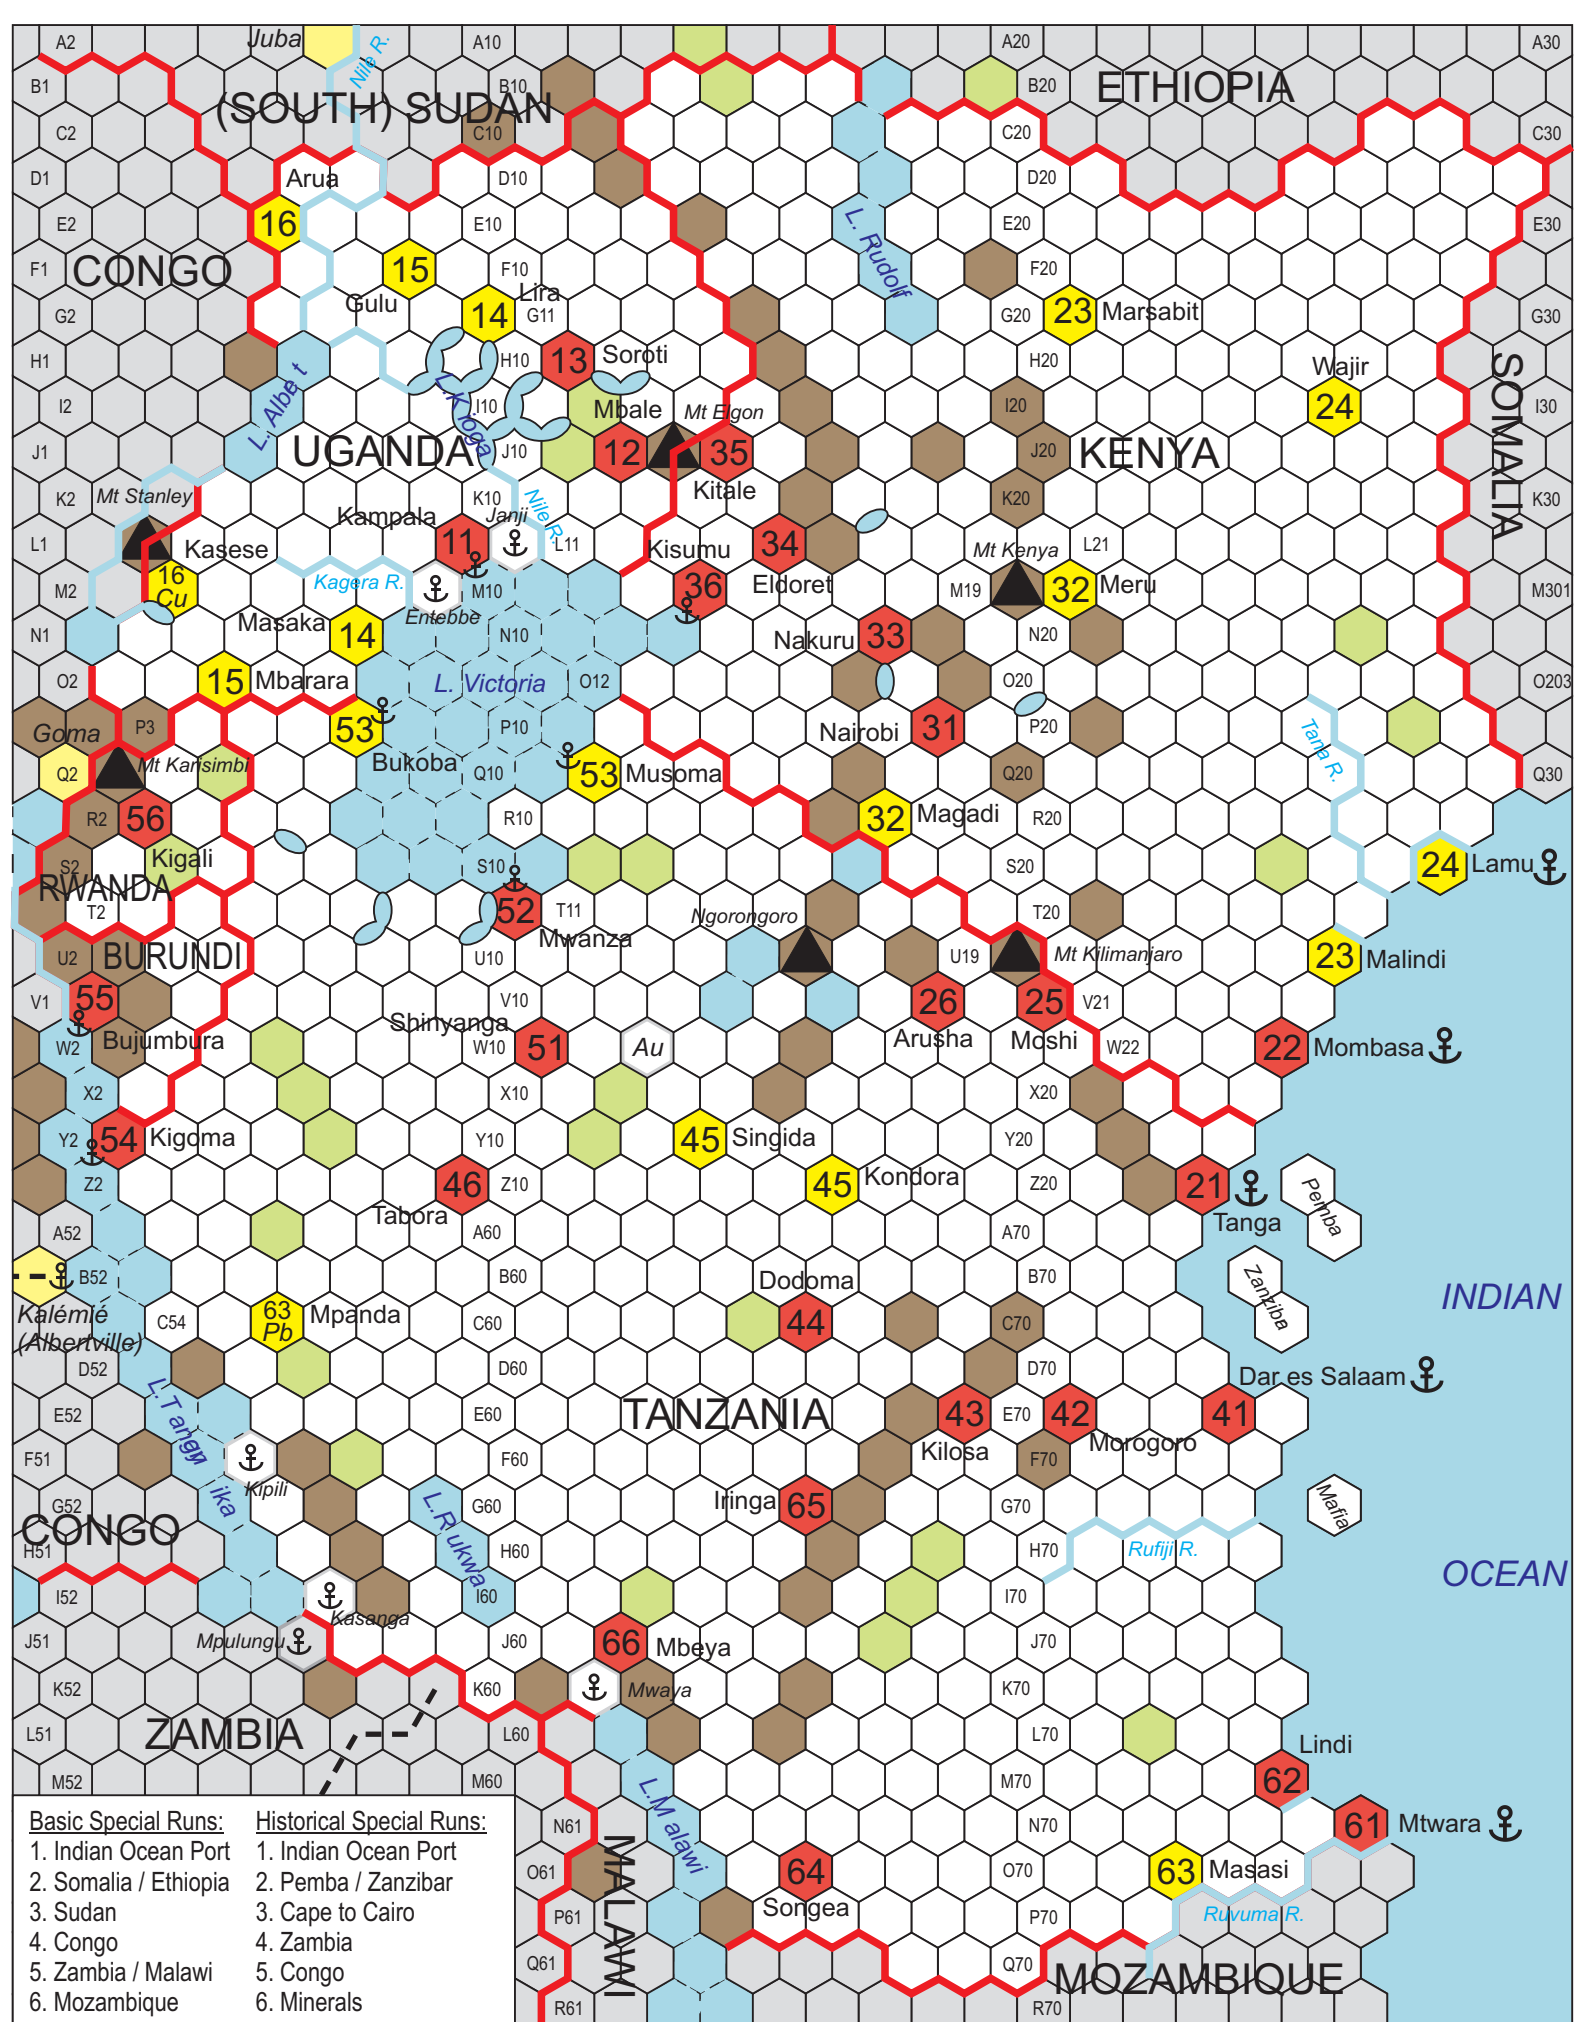 A2
Juba
Nile R.
A10
A20
A30
B1
B10
B20
ETHIOPIA
(SOUTH) SUDAN
C2
C10
C20
C30
D1
Arua
D10
D20
E2
16
E10
L. Rudolf
E20
E30
F1
CONGO
15
F10
F20
G2
Gulu
14
Lira
G11
G20
23
Marsabit
G30
H1
H10
13
Soroti
H20
Wajir
SOMALIA
I2
L. Albe t
L.K oga
I10
Mbale
Mt Elgon
I20
24
I30
J1
UGANDA
J10
12
35
J20
KENYA
K2
Mt Stanley
K10
Nile R.
Kitale
K20
K30
Kampala
Janji
L1
Kasese
11
L11
Kisumu
34
Mt Kenya
L21
M2
16
Cu
Kagera R.
M10
36
Eldoret
M19
32
Meru
M301
Entebbe
N1
Masaka
14
N10
Nakuru
33
N20
O2
15
Mbarara
L. Victoria
O12
O20
O203
Goma
P3
53
P10
Nairobi
31
P20
Tana R.
Q2
Mt Karisimbi
Bukoba
Q10
53
Musoma
Q20
Q30
R2
56
R10
32
Magadi
R20
S2
Kigali
S10
S20
24
Lamu
RWANDA
T2
52
T11
Ngorongoro
T20
Mwanza
U2
BURUNDI
U10
U19
Mt Kilimanjaro
23
Malindi
V1
55
V10
26
25
V21
Shinyanga
W2
Bujumbura
W10
51
Au
Arusha
Moshi
W22
22
Mombasa
X2
X10
X20
Y2
54
Kigoma
Y10
45
Singida
Y20
Z2
46
Z10
45
Kondora
Z20
21
Pemba
Tabora
Tanga
A52
A60
A70
B52
B60
Dodoma
B70
Zanziba
INDIAN
Kalémié
(Albertville)
C54
63
Pb
Mpanda
C60
44
C70
D52
D60
D70
Dar es Salaam
L.T angn
ika
E52
E60
TANZANIA
43
E70
42
41
F51
F60
Kilosa
F70
Morogoro
Kipili
G52
L.R ukwa
G60
Iringa
65
G70
Mafia
CONGO
H51
H60
H70
Rufiji R.
I52
I60
I70
OCEAN
Kasanga
J51
Mpulungu
J60
66
Mbeya
J70
K52
K60
Mwaya
K70
L51
ZAMBIA
L60
L70
Lindi
M52
M60
L.M alawi
M70
62
N61
MALAWI
N70
61
Mtwara
O61
64
O70
63
Masasi
P61
Songea
P70
Ruvuma R.
Q61
Q70
MOZAMBIQUE
R61
R70
Basic Special Runs:
1. Indian Ocean Port
2. Somalia / Ethiopia
3. Sudan
4. Congo
5. Zambia / Malawi
6. Mozambique
Historical Special Runs:
1. Indian Ocean Port
2. Pemba / Zanzibar
3. Cape to Cairo
4. Zambia
5. Congo
6. Minerals